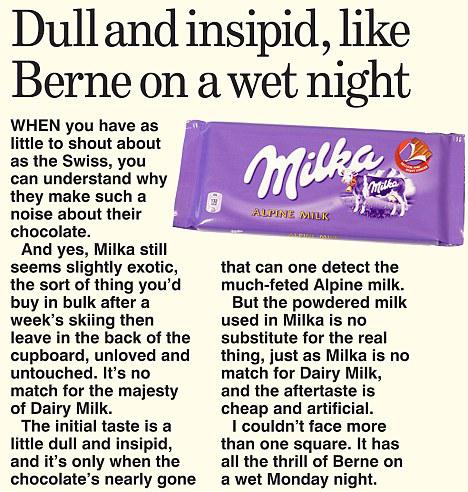 Dull and insipid, like
Berne on a wet night
WHEN you have as
little to shout about
as the Swiss, you
can understand why
they make such a
noise about their
chocolate.
And yes, Milka still
seems slightly exotic,
the sort of thing you’d
buy in bulk after a
week’s skiing then
leave in the back of the
cupboard, unloved and
untouched. It’s no
match for the majesty
of Dairy Milk.
The initial taste is a
little dull and insipid,
and it’s only when the
chocolate’s nearly gone
Milka
Milka
ALPINE MILK
that can one detect the
much-feted Alpine milk.
But the powdered milk
used in Milka is no
substitute for the real
thing, just as Milka is no
match for Dairy Milk,
and the aftertaste is
cheap and artificial.
I couldn’t face more
than one square. It has
all the thrill of Berne on
a wet Monday night.